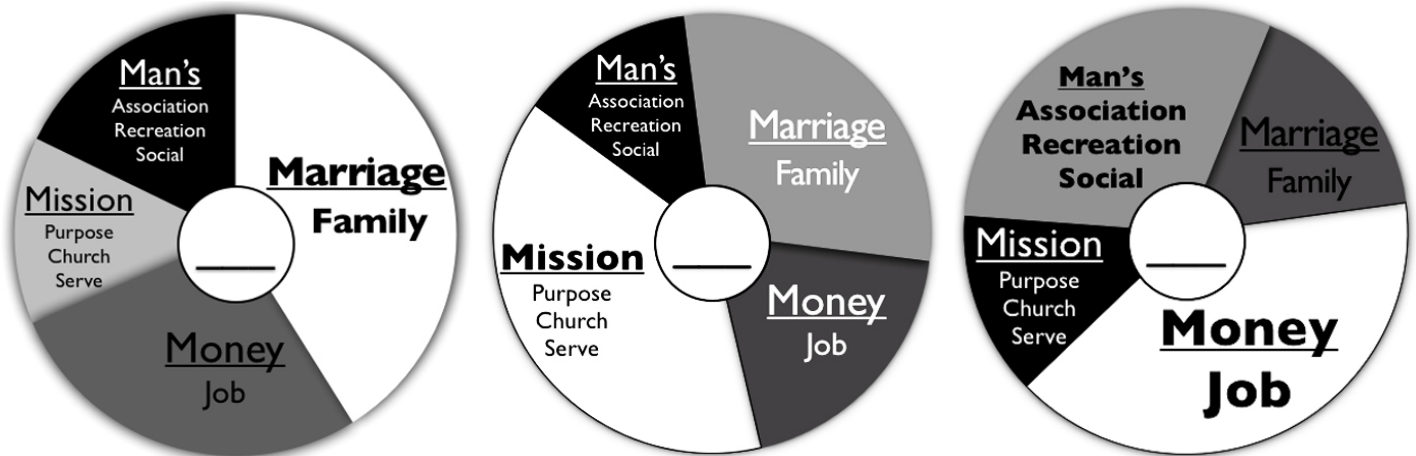 Man's
Association
Recreation
Social
Marriage
Family
Mission
Purpose
Church
Serve
Money
Job
Man's
Association
Recreation
Social
Marriage
Family
Mission
Purpose
Church
Serve
Money
Job
Man's
Association
Recreation
Social
Marriage
Family
Mission
Purpose
Church
Serve
Money
Job